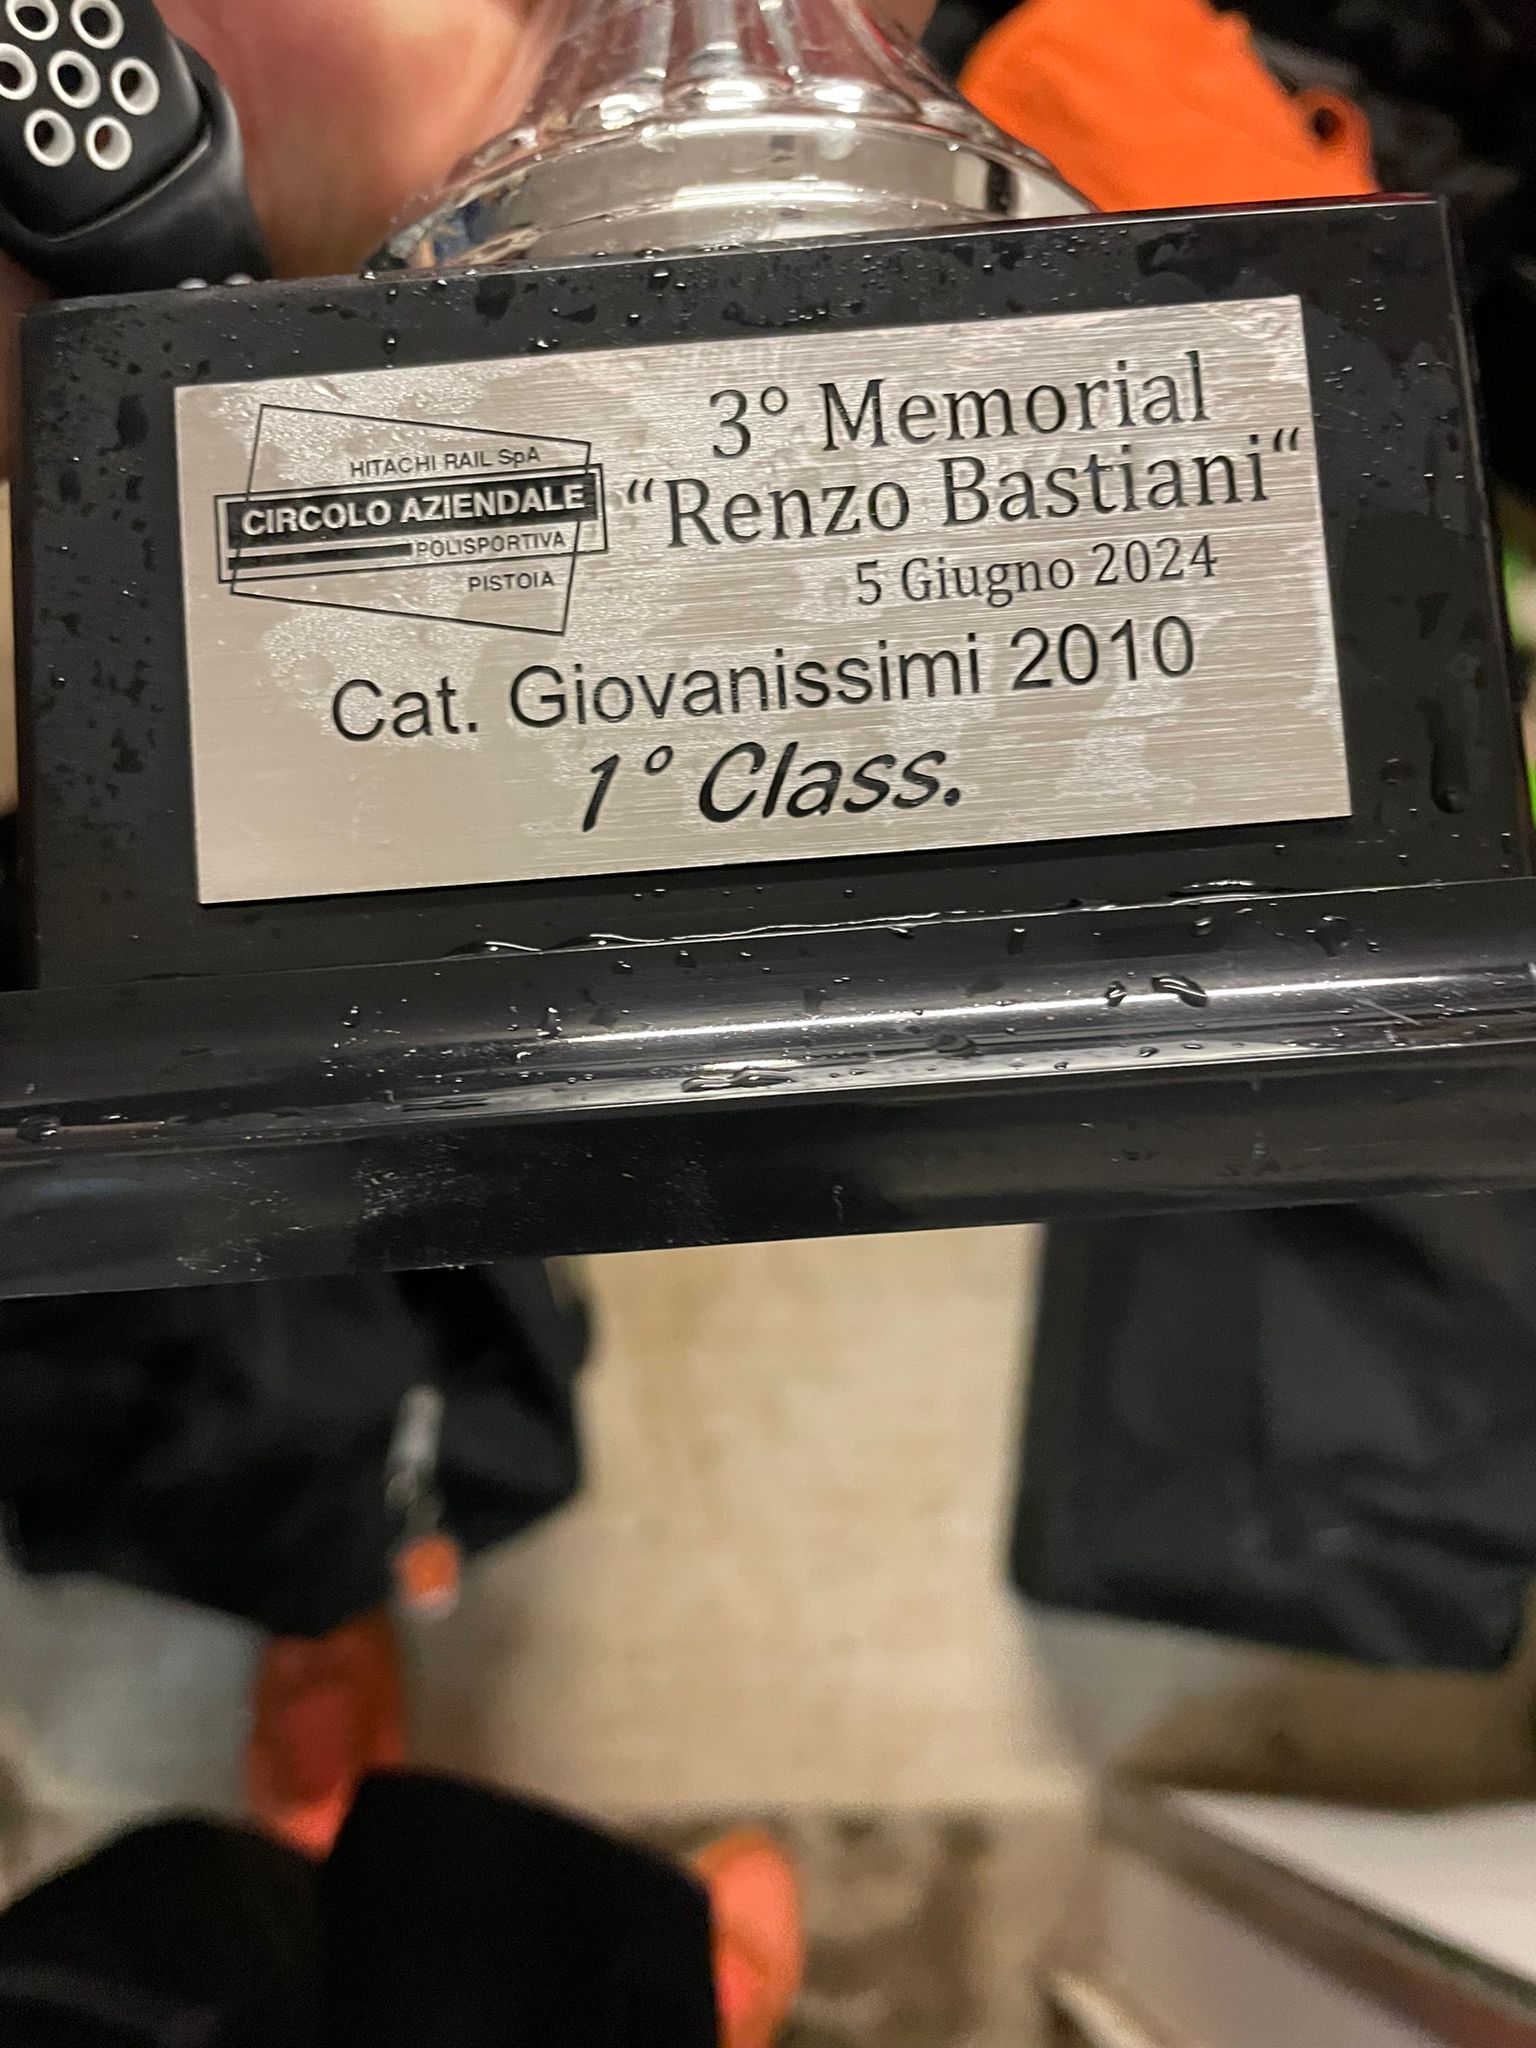 HITACHI RAIL SpA
CIRCOLO AZIENDALE
POLISPORTIVA
PISTOIA
3° Memorial
“Renzo Bastiani“
5 Giugno 2024
Cat. Giovanissimi 2010
1° Class.